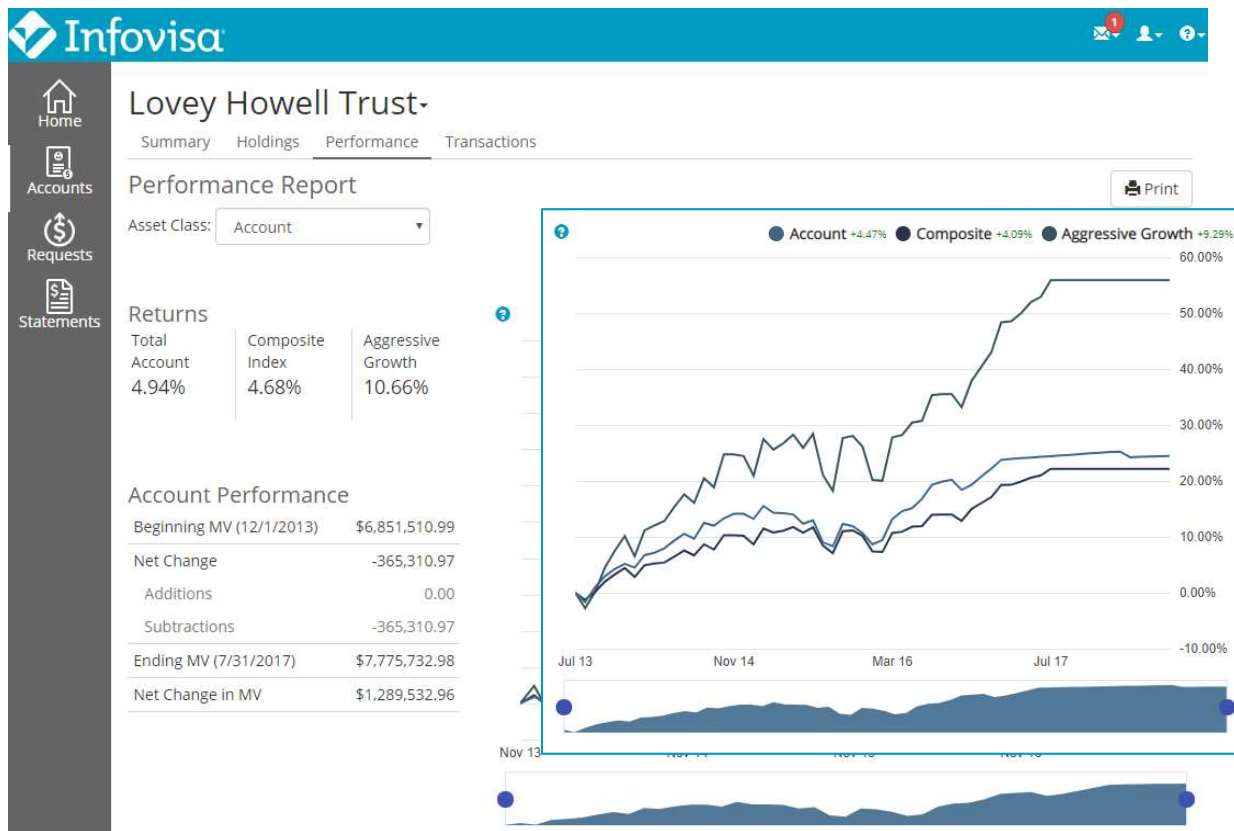 Infovisa
1
Home
Accounts
Requests
Statements
Lovey Howell Trust
Summary Holdings Performance Transactions
Performance Report
Print
Asset Class: Account
Returns
Total Account 4.94%
Composite Index 4.68%
Aggressive Growth 10.66%
Account Performance
Beginning MV (12/1/2013) $6,851,510.99
Net Change -365,310.97
Additions 0.00
Subtractions -365,310.97
Ending MV (7/31/2017) $7,775,732.98
Net Change in MV $1,289,532.96
Account +4.47% Composite +4.09% Aggressive Growth +9.29%
60.00%
50.00%
40.00%
30.00%
20.00%
10.00%
0.00%
-10.00%
Jul 13 Nov 14 Mar 16 Jul 17
Nov 13